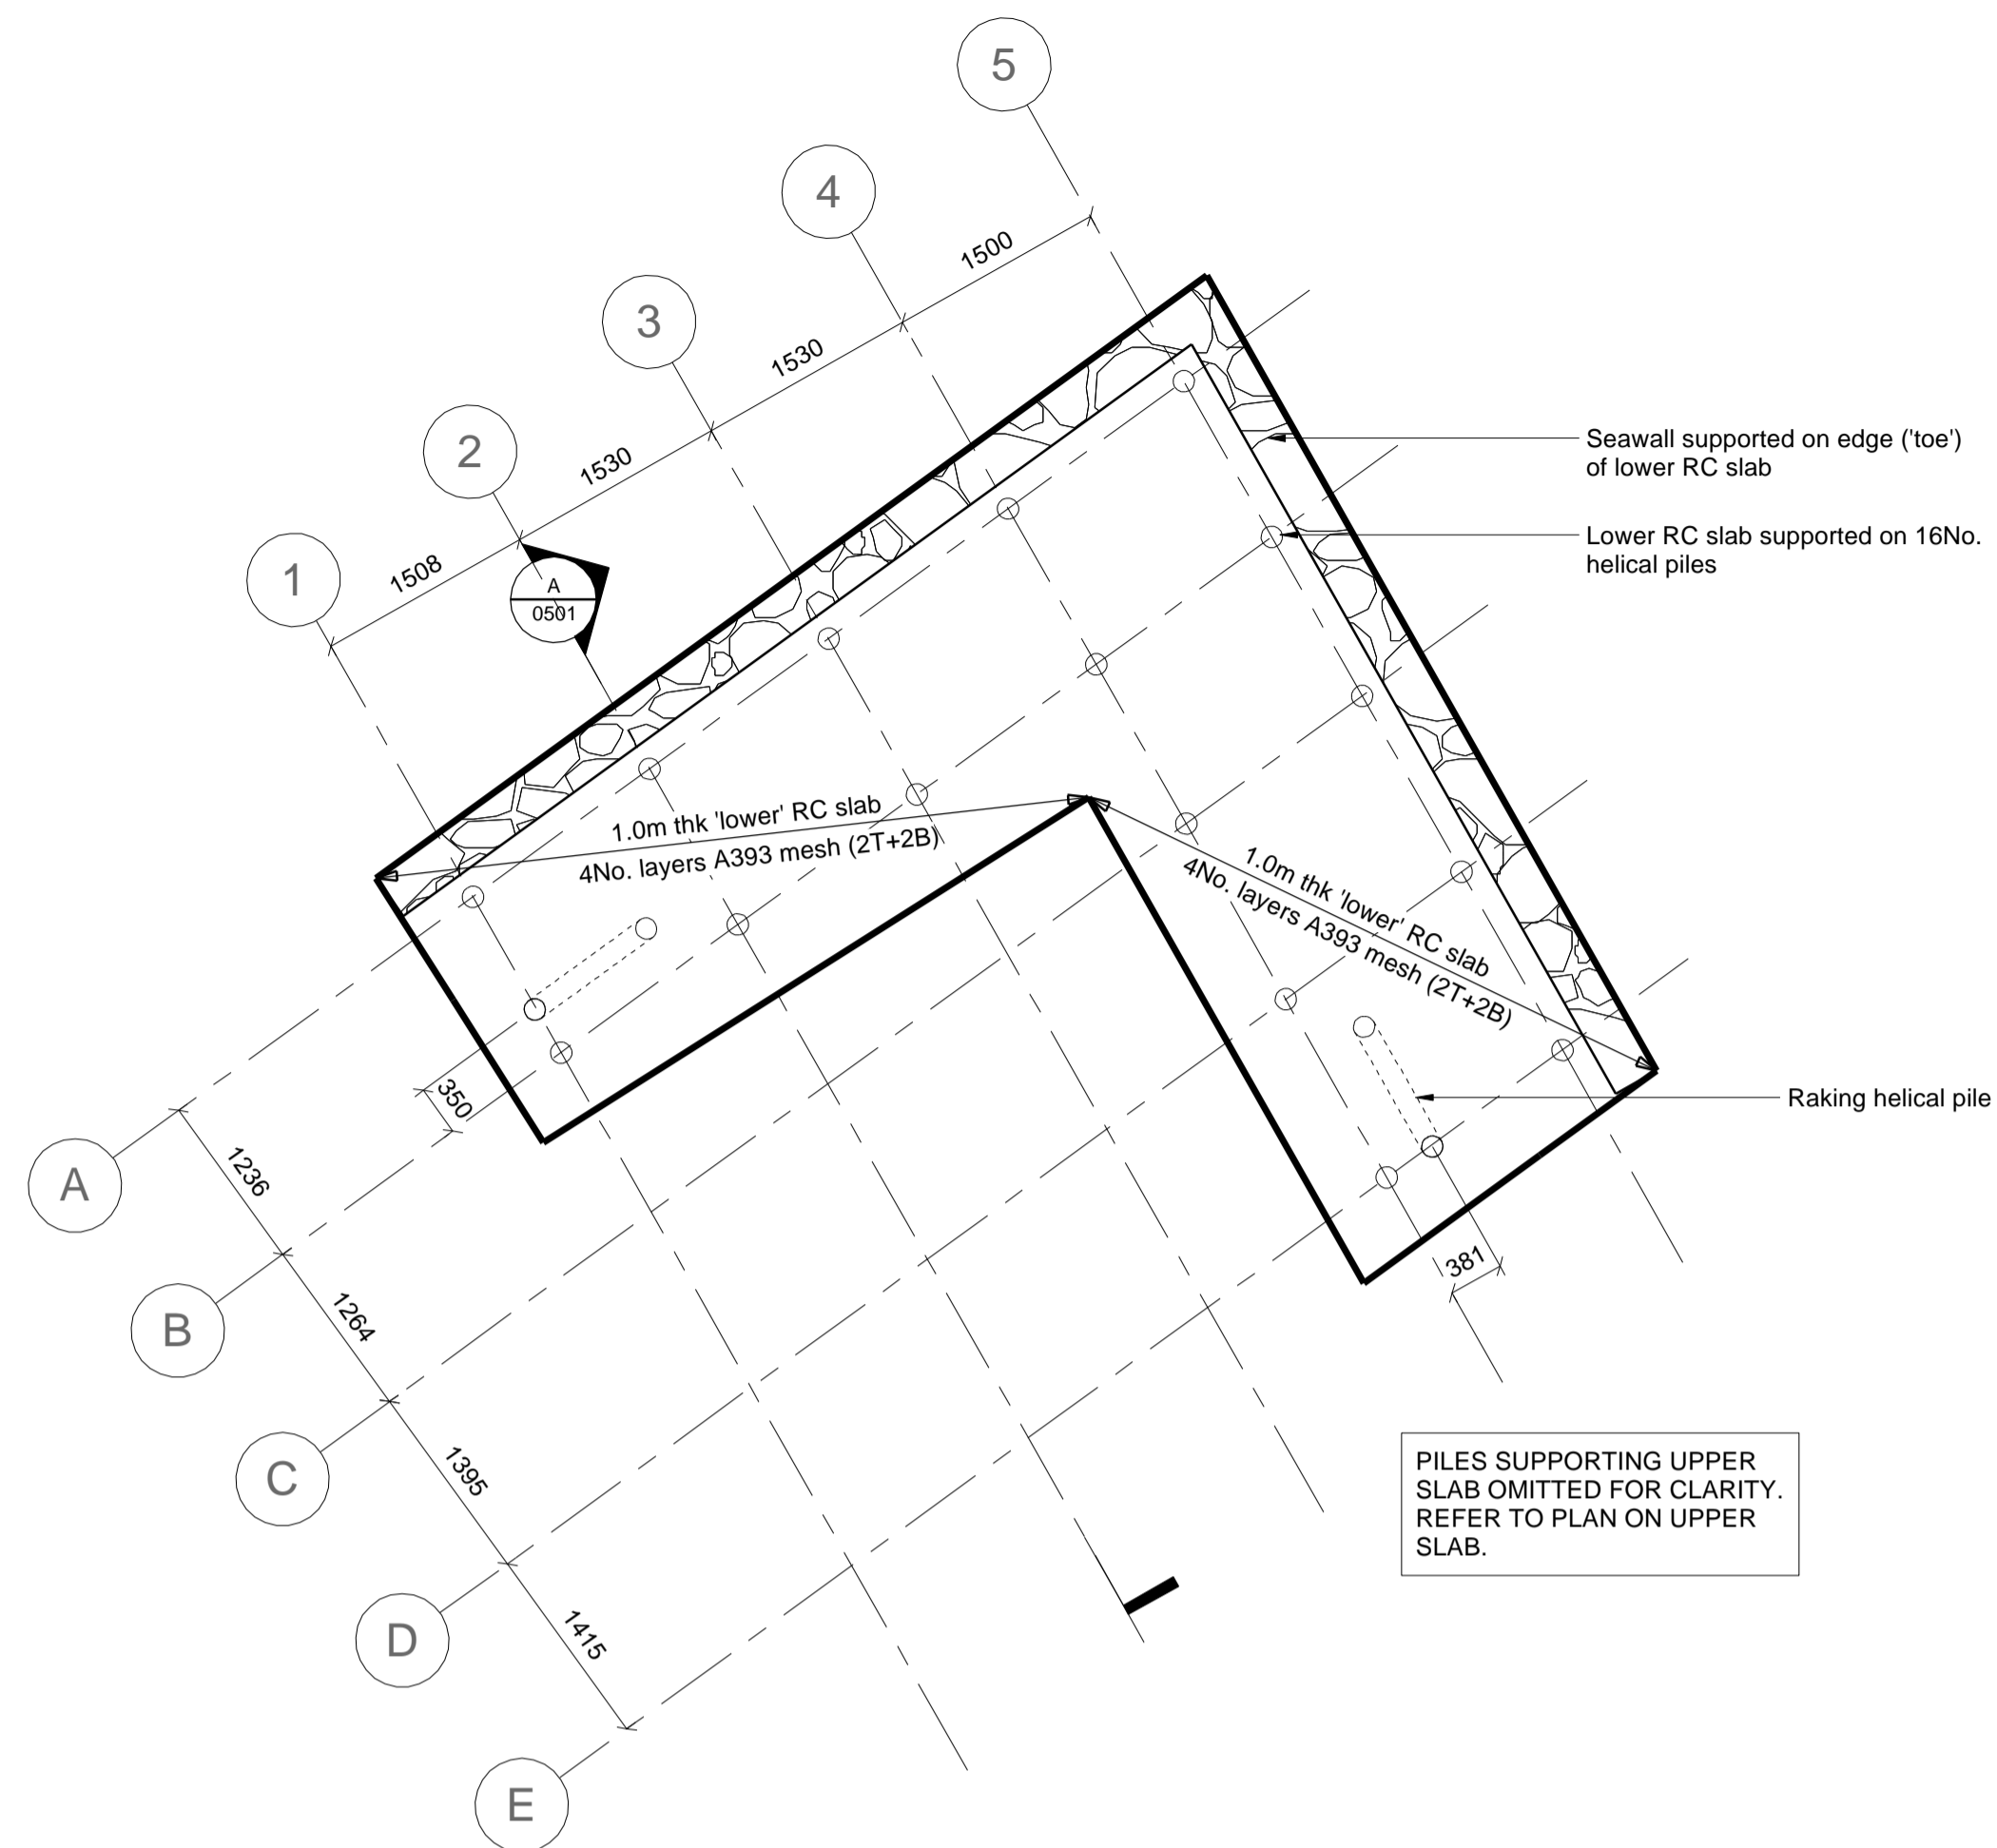 5
4
3
2
1
1500
1530
1530
1508
A
0501
Seawall supported on edge ('toe')
of lower RC slab
Lower RC slab supported on 16No.
helical piles
1.0m thk 'lower' RC slab
4No. layers A393 mesh (2T+2B)
1.0m thk 'lower' RC slab
4No. layers A393 mesh (2T+2B)
Raking helical pile
350
381
A
1236
B
1264
C
1395
D
1415
E
PILES SUPPORTING UPPER
SLAB OMITTED FOR CLARITY.
REFER TO PLAN ON UPPER
SLAB.